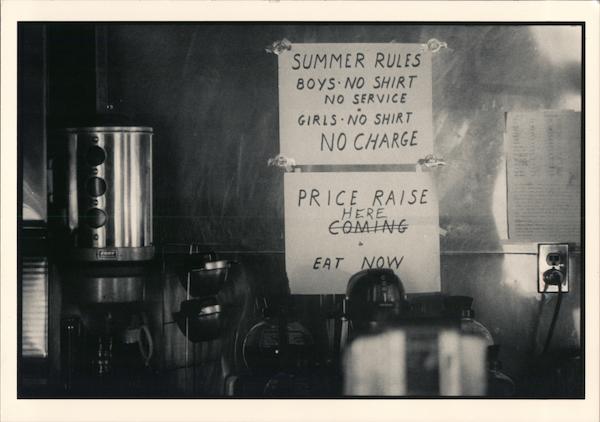 SUMMER RULES
BOYS · NO SHIRT
NO SERVICE
GIRLS · NO SHIRT
NO CHARGE
PRICE RAISE
HERE
COMING
EAT NOW